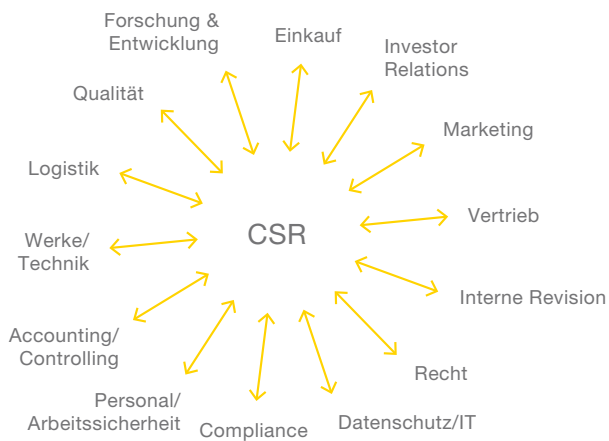 Forschung &
Entwicklung
Einkauf
Investor
Relations
Qualität
Marketing
Logistik
Vertrieb
CSR
Werke/
Technik
Interne Revision
Accounting/
Controlling
Recht
Personal/
Arbeitssicherheit
Compliance
Datenschutz/IT